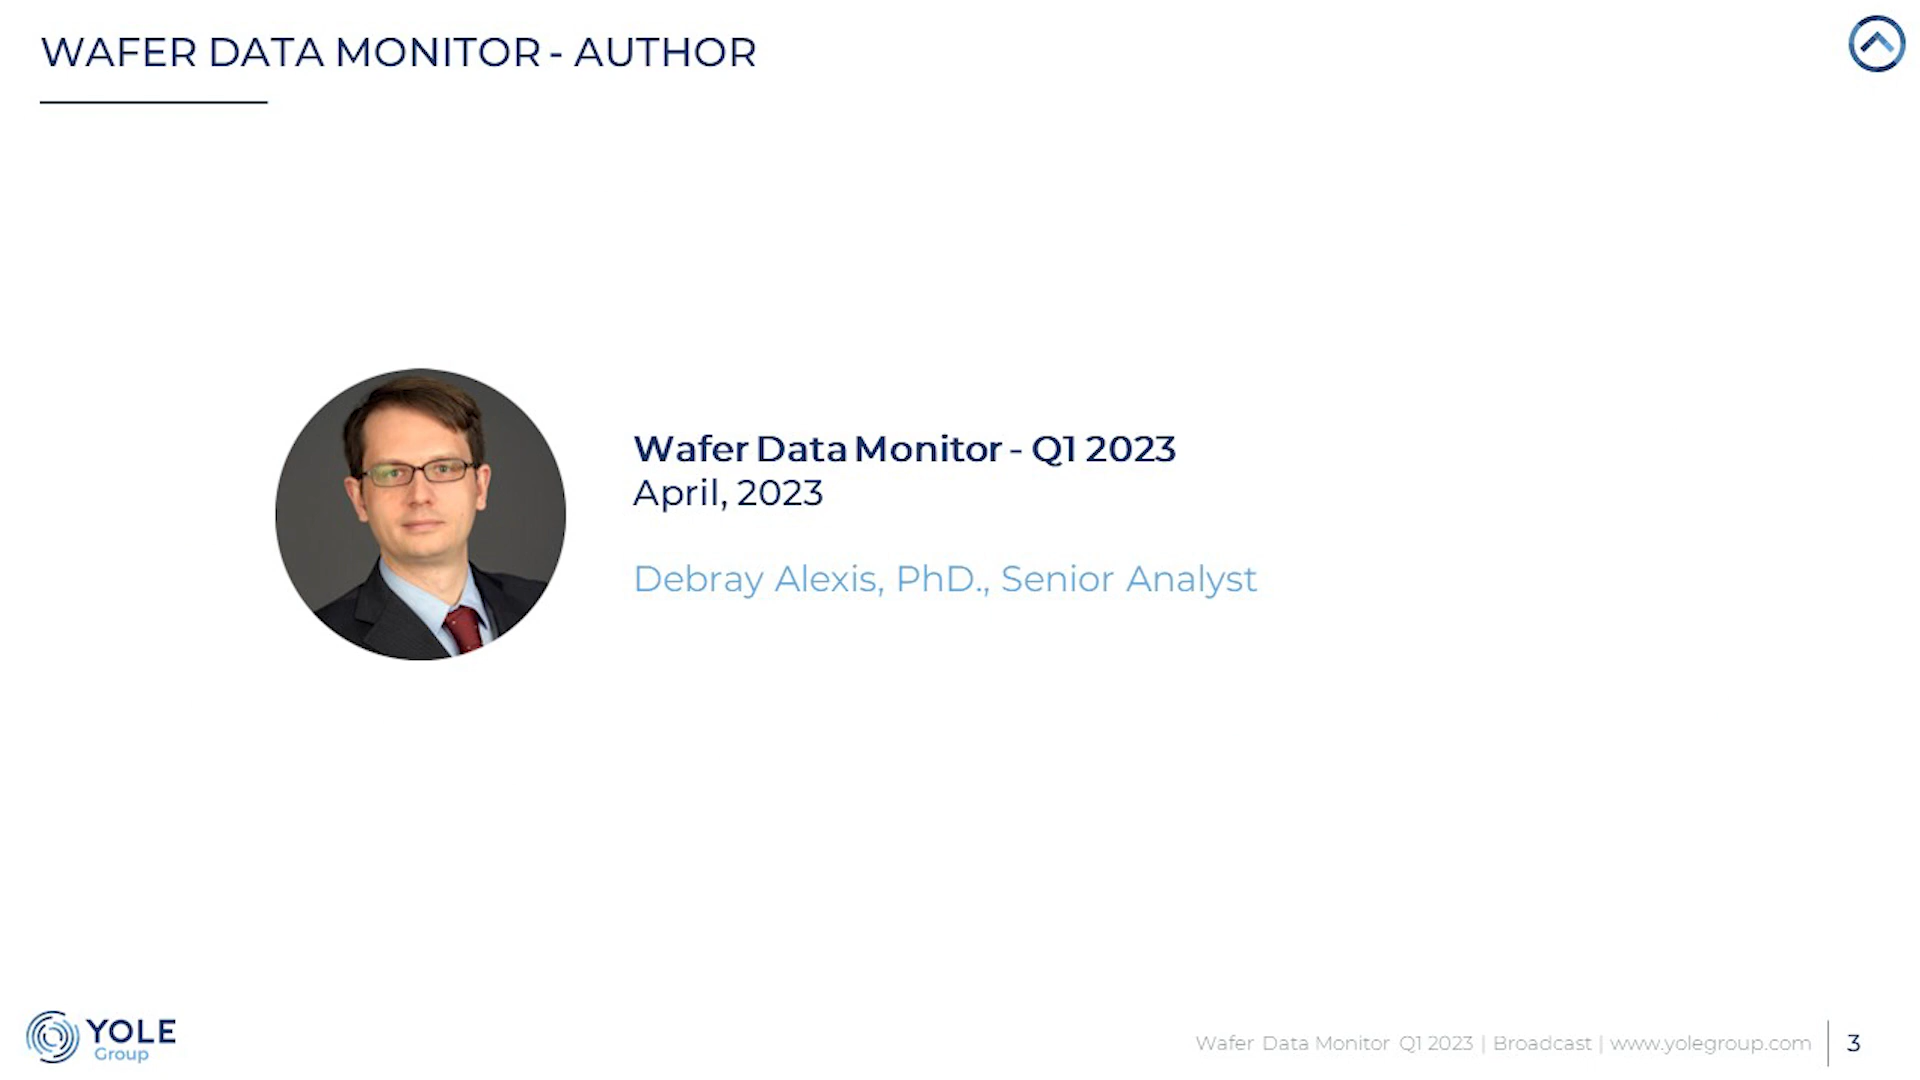 WAFER DATA MONITOR - AUTHOR
Wafer Data Monitor - Q1 2023
April, 2023
Debray Alexis, PhD., Senior Analyst
YOLE
Group
Wafer Data Monitor Q1 2023 | Broadcast | www.yolegroup.com
3